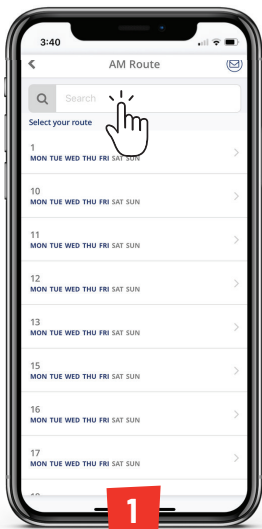 3:40
AM Route
Search
Select your route
1
MON TUE WED THU FRI SAT SUN
10
MON TUE WED THU FRI SAT SUN
11
MON TUE WED THU FRI SAT SUN
12
MON TUE WED THU FRI SAT SUN
13
MON TUE WED THU FRI SAT SUN
15
MON TUE WED THU FRI SAT SUN
16
MON TUE WED THU FRI SAT SUN
17
MON TUE WED THU FRI SAT SUN
1